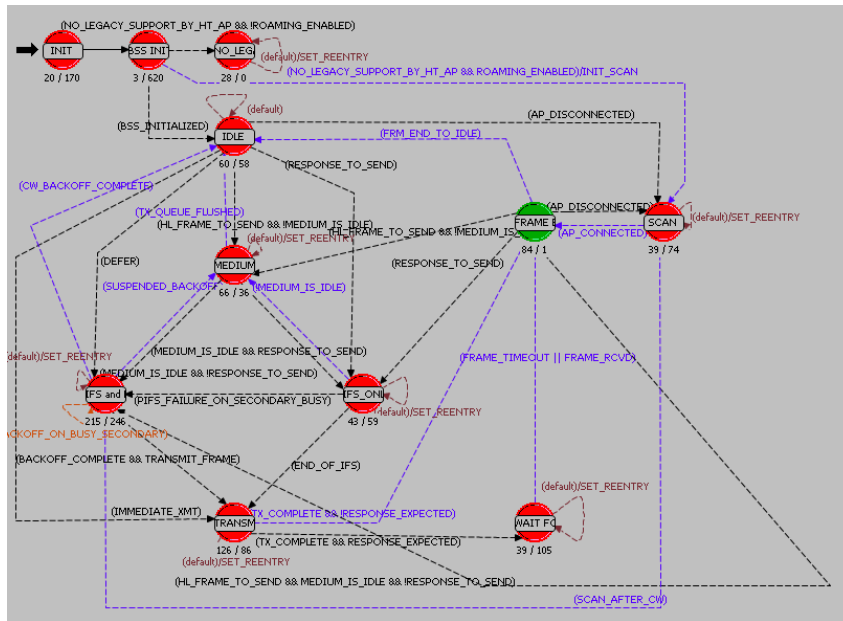 (NO_LEGACY_SUPPORT_BY_HT_AP && !ROAMING_ENABLED)
INIT
BSS INIT
NO_LEG
(default)/SET_REENTRY
20 / 170
3 / 620
28 / 0
(NO_LEGACY_SUPPORT_BY_HT_AP && ROAMING_ENABLED)/INIT_SCAN
(default)
(AP_DISCONNECTED)
(BSS_INITIALIZED)
IDLE
(FRM_END_TO_IDLE)
60 / 58
(RESPONSE_TO_SEND)
(CW_BACKOFF_COMPLETE)
(AP_DISCONNECTED)
(TX_QUEUE_FLUSHED)
FRAME E
SCAN
(default)/SET_REENTRY
(HL_FRAME_TO_SEND && !MEDIUM_IS_IDLE)
(HL_FRAME_TO_SEND && !MEDIUM_IS_
(AP_CONNECTED)
(default)/SET_REENTRY
84 / 1
39 / 74
(DEFER)
MEDIUM
(RESPONSE_TO_SEND)
(SUSPENDED_BACKOFF
(!MEDIUM_IS_IDLE)
66 / 36
(MEDIUM_IS_IDLE && RESPONSE_TO_SEND)
(default)/SET_REENTRY
(FRAME_TIMEOUT || FRAME_RCVD)
(MEDIUM_IS_IDLE && !RESPONSE_TO_SEND)
IFS and
IFS_ONL
(PIFS_FAILURE_ON_SECONDARY_BUSY)
(default)/SET_REENTRY
215 / 246
43 / 59
ACKOFF_ON_BUSY_SECONDARY)
(BACKOFF_COMPLETE && TRANSMIT_FRAME)
(END_OF_IFS)
(default)/SET_REENTRY
(IMMEDIATE_XMT)
(TX_COMPLETE && !RESPONSE_EXPECTED)
TRANSM
WAIT FO
(TX_COMPLETE && RESPONSE_EXPECTED)
126 / 86
39 / 105
(default)/SET_REENTRY
(HL_FRAME_TO_SEND && MEDIUM_IS_IDLE && !RESPONSE_TO_SEND)
(SCAN_AFTER_CW)